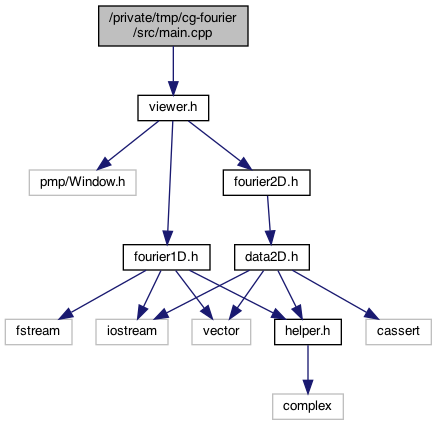 /private/tmp/cg-fourier
/src/main.cpp
viewer.h
pmp/Window.h
fourier2D.h
fourier1D.h
data2D.h
fstream
iostream
vector
helper.h
cassert
complex